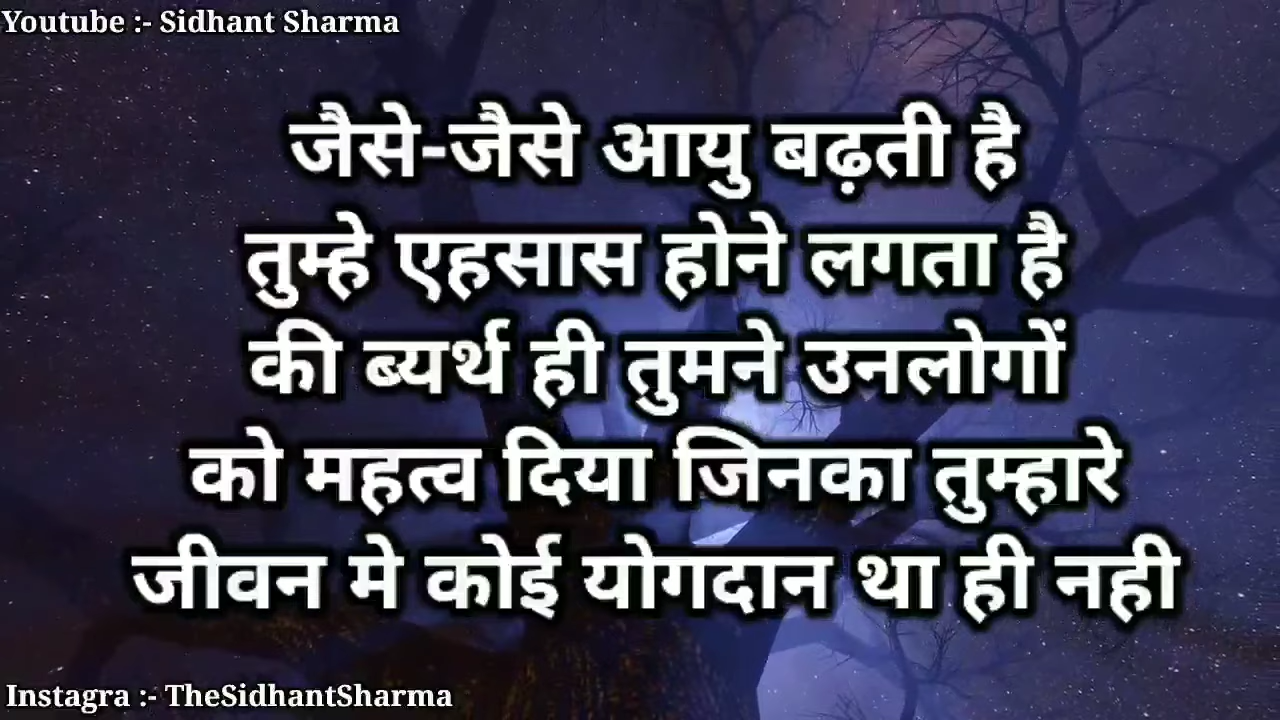 Youtube :- Sidhant Sharma
जैसे-जैसे आयु बढ़ती है
तुम्हे एहसास होने लगता है
की ब्यर्थ ही तुमने उनलोगों
को महत्व दिया जिनका तुम्हारे
जीवन मे कोई योगदान था ही नही
Instagra :- TheSidhantSharma